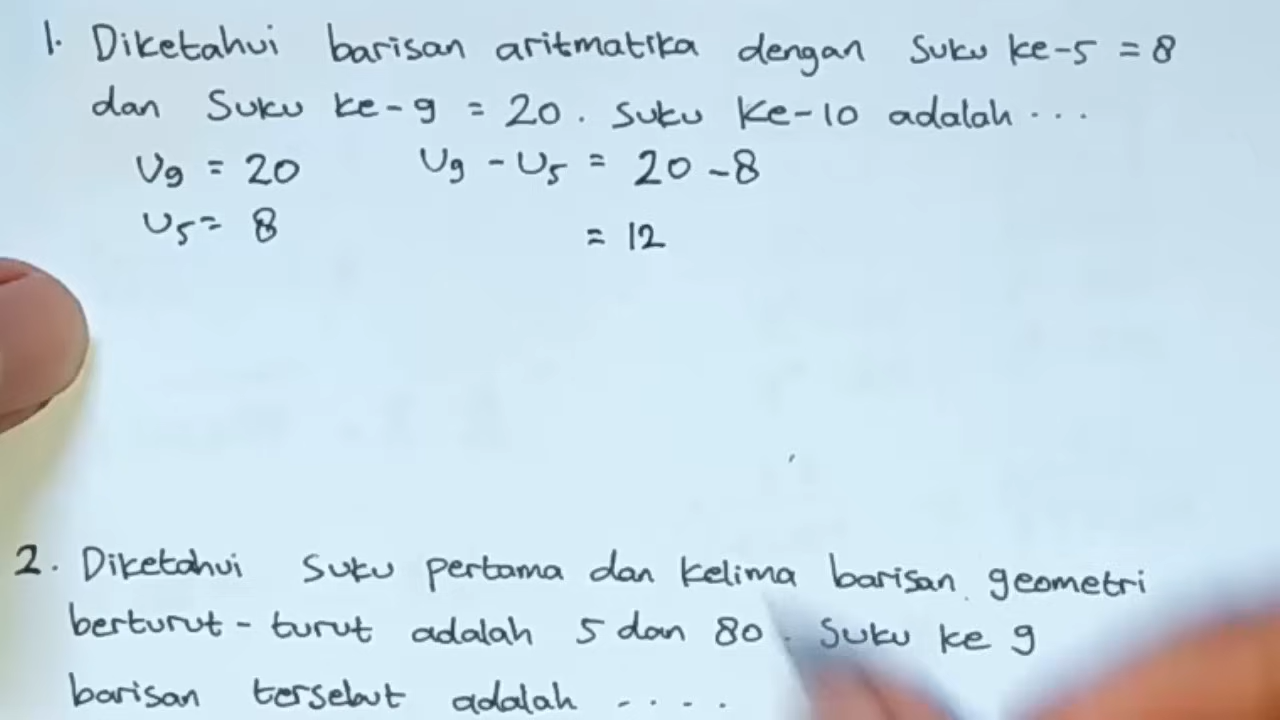 1. Diketahui barisan aritmatika dengan suku ke-5 = 8
dan suku ke-9 = 20. suku ke-10 adalah ...
U9 = 20 U9 - U5 = 20 - 8
U5 = 8 = 12
2. Diketahui suku pertama dan kelima barisan geometri
berturut-turut adalah 5 dan 80. Suku ke 9
barisan tersebut adalah ....